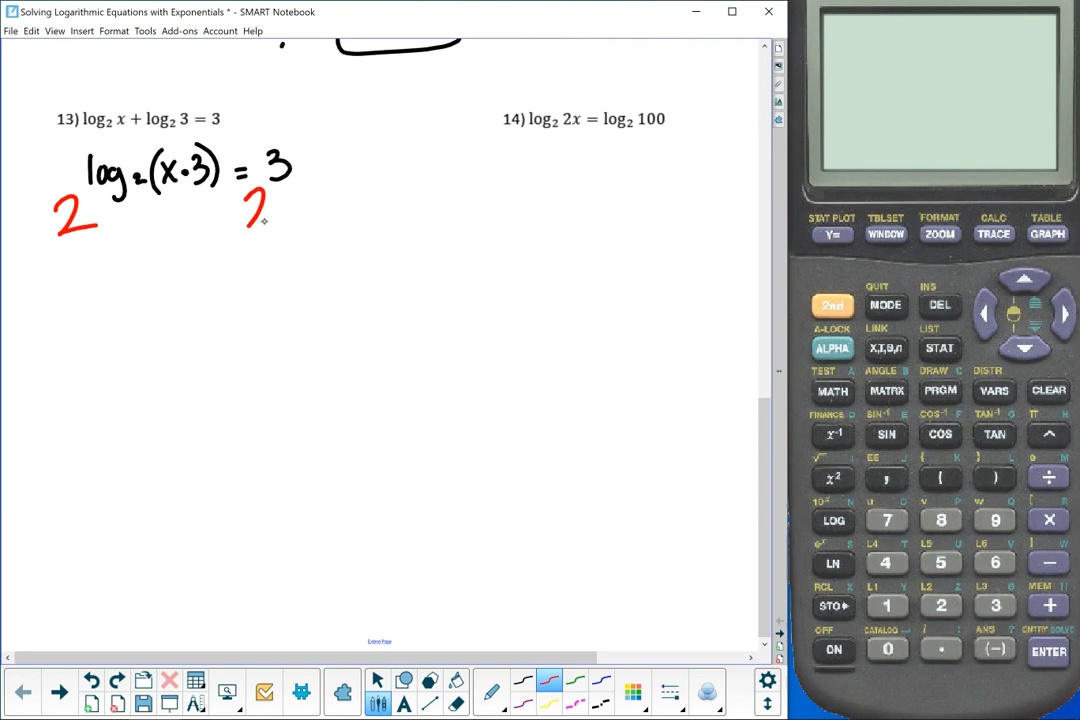 Solving Logarithmic Equations with Exponentials * - SMART Notebook
File Edit View Insert Format Tools Add-ons Account Help
13) log₂ x + log₂ 3 = 3
14) log₂ 2x = log₂ 100
log₂(x·3) = 3
2 2
Extend Page
STAT PLOT TBLSET FORMAT CALC TABLE
Y= WINDOW ZOOM TRACE GRAPH
QUIT INS
2nd MODE DEL
A-LOCK LINK LIST
ALPHA X,T,θ,n STAT
TEST A ANGLE B DRAW C DISTR
MATH MATRX PRGM VARS CLEAR
FINANCE D SIN⁻¹ E COS⁻¹ F TAN⁻¹ G π H
x⁻¹ SIN COS TAN ^
√ I EE J { K } L e M
x² , ( ) ÷
10ˣ N u O v P w Q [ R
LOG 7 8 9 ×
eˣ S L4 T L5 U L6 V ] W
LN 4 5 6 −
RCL X L1 Y L2 Z L3 θ MEM "
STO▸ 1 2 3 +
OFF CATALOG i : ANS ? ENTRY SOLVE
ON 0 . (−) ENTER